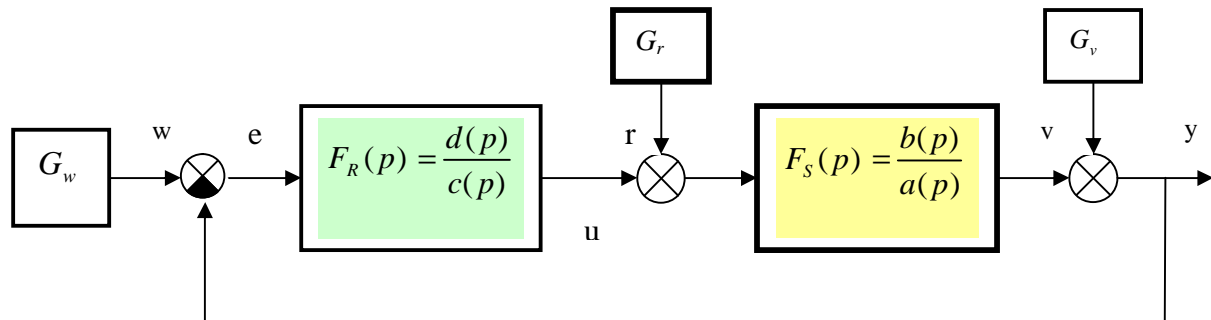 G_r
G_v
w
e
r
v
y
G_w
F_R(p) = d(p)/c(p)
F_S(p) = b(p)/a(p)
u